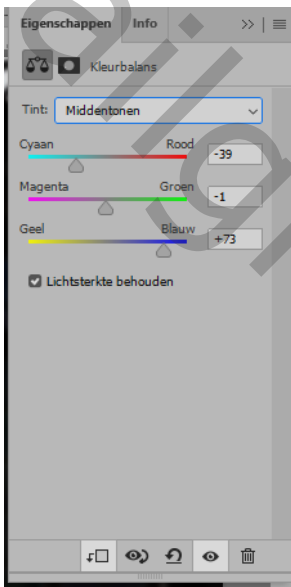 Eigenschappen Info
Kleurbalans
Tint: Middentonen
Cyaan Rood -39
Magenta Groen -1
Geel Blauw +73
Lichtsterkte behouden